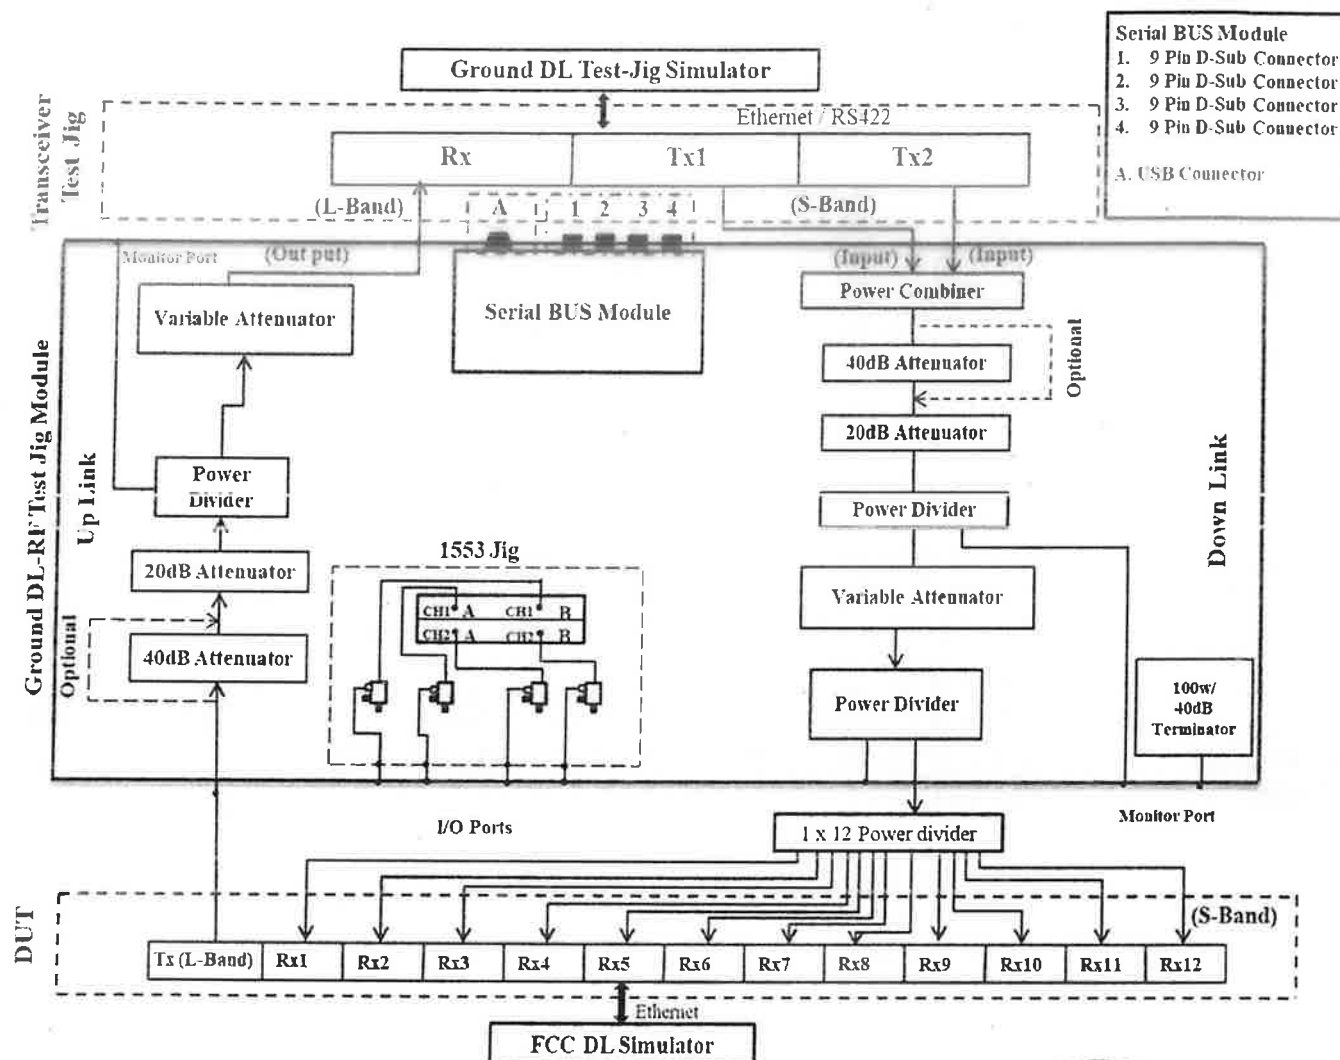 Serial BUS Module
1. 9 Pin D-Sub Connector
2. 9 Pin D-Sub Connector
3. 9 Pin D-Sub Connector
4. 9 Pin D-Sub Connector
A. USB Connector
Ground DL Test-Jig Simulator
Ethernet / RS422
Transceiver
Test Jig
Rx
Tx1
Tx2
(L-Band)
A
1
2
3
4
(S-Band)
Monitor Port
(Out put)
(Input)
(Input)
Variable Attenuator
Serial BUS Module
Power Combiner
40dB Attenuator
Optional
20dB Attenuator
Ground DL-RF Test Jig Module
Up Link
Power
Divider
Power Divider
Down Link
20dB Attenuator
1553 Jig
CH1 A
CH1 B
CH2 A
CH2 B
Variable Attenuator
Optional
40dB Attenuator
Power Divider
100w/
40dB
Terminator
I/O Ports
1 x 12 Power divider
Monitor Port
DUT
(S-Band)
Tx (L-Band)
Rx1
Rx2
Rx3
Rx4
Rx5
Rx6
Rx7
Rx8
Rx9
Rx10
Rx11
Rx12
Ethernet
FCC DL Simulator